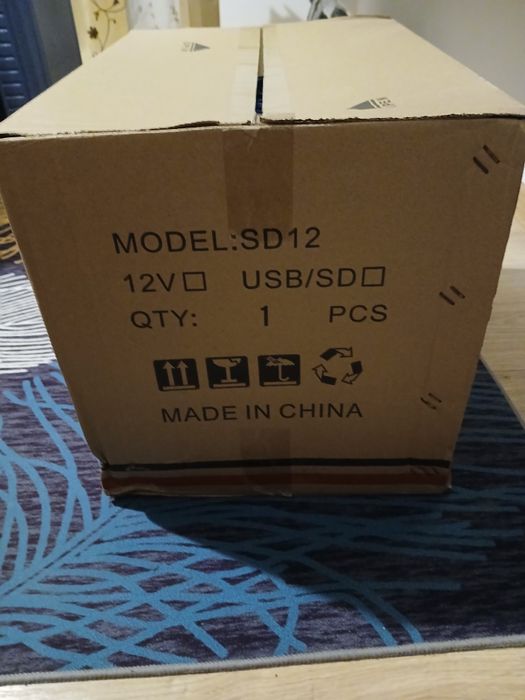 MODEL:SD12
12V☐ USB/SD☐
QTY: 1 PCS
MADE IN CHINA